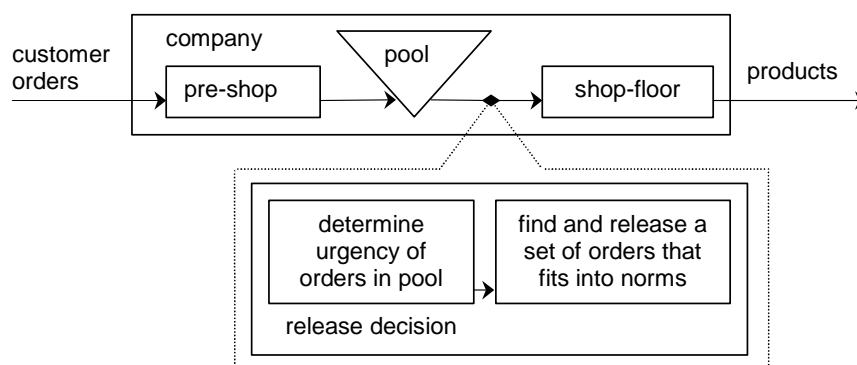 company
customer
orders
pre-shop
pool
shop-floor
products
determine
urgency of
orders in pool
find and release a
set of orders that
fits into norms
release decision